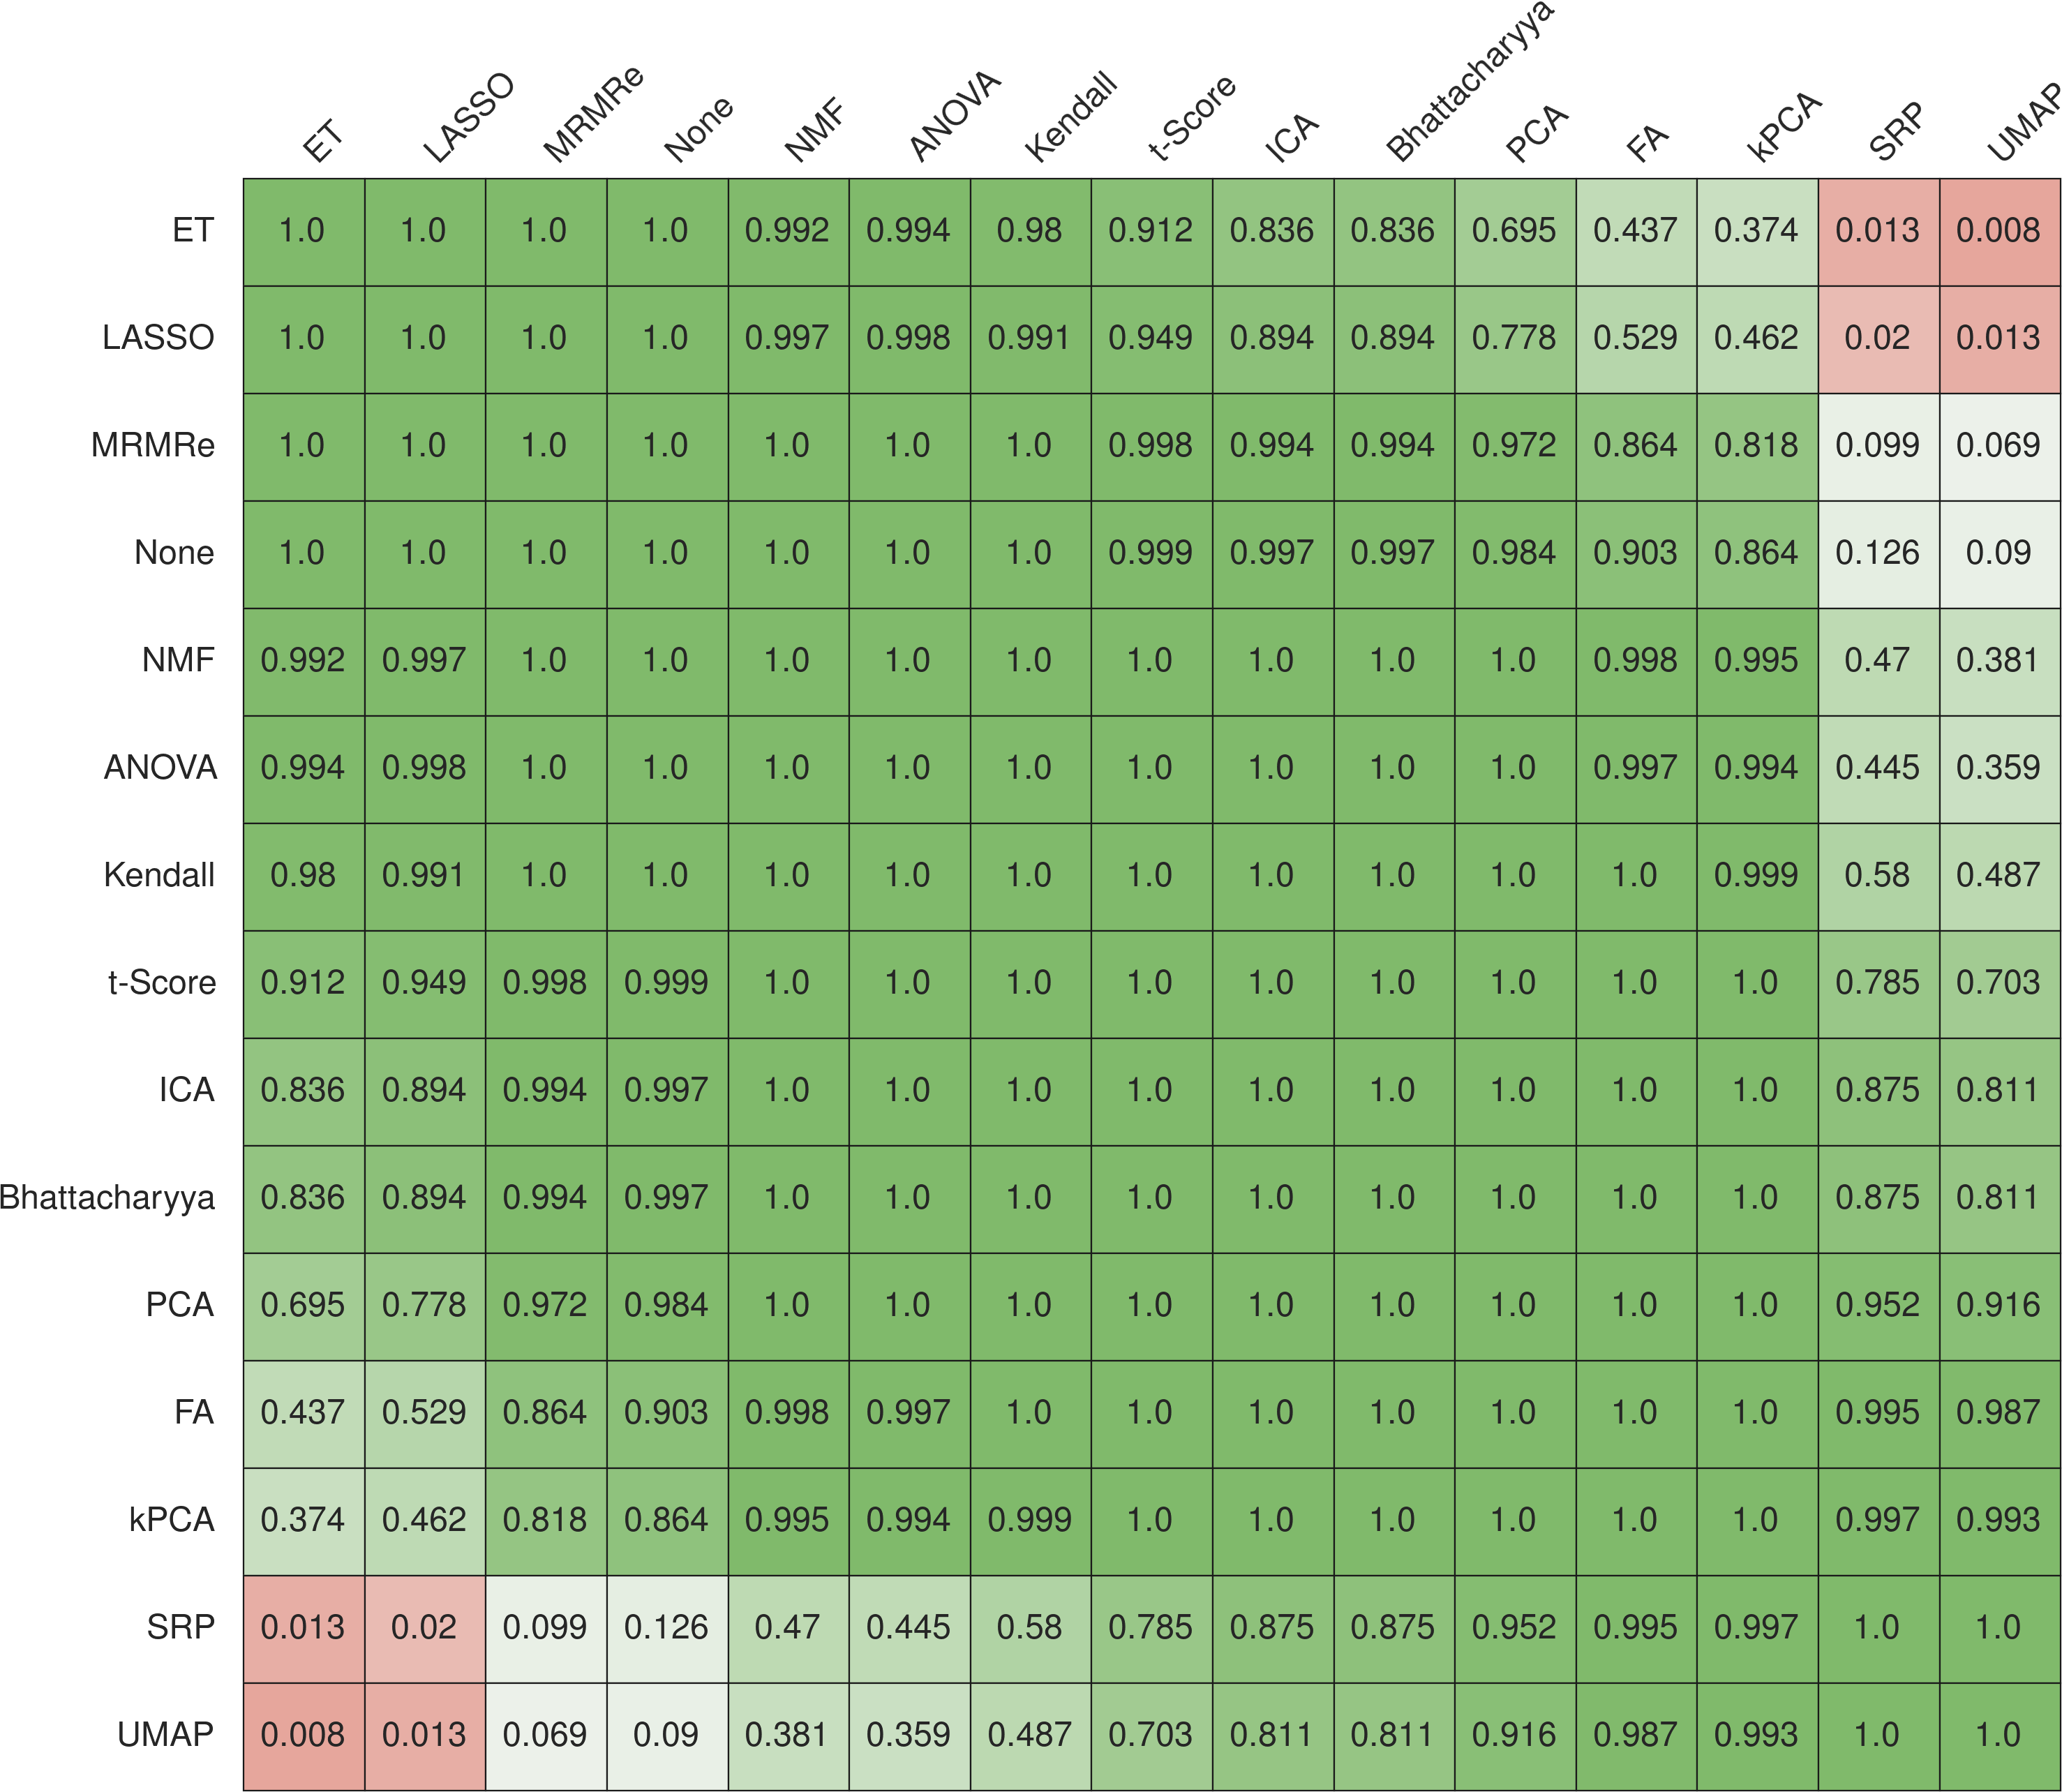 ET LASSO MRMRe None NMF ANOVA Kendall t-Score ICA Bhattacharyya PCA FA kPCA SRP UMAP
ET 1.0 1.0 1.0 1.0 0.992 0.994 0.98 0.912 0.836 0.836 0.695 0.437 0.374 0.013 0.008
LASSO 1.0 1.0 1.0 1.0 0.997 0.998 0.991 0.949 0.894 0.894 0.778 0.529 0.462 0.02 0.013
MRMRe 1.0 1.0 1.0 1.0 1.0 1.0 1.0 0.998 0.994 0.994 0.972 0.864 0.818 0.099 0.069
None 1.0 1.0 1.0 1.0 1.0 1.0 1.0 0.999 0.997 0.997 0.984 0.903 0.864 0.126 0.09
NMF 0.992 0.997 1.0 1.0 1.0 1.0 1.0 1.0 1.0 1.0 1.0 0.998 0.995 0.47 0.381
ANOVA 0.994 0.998 1.0 1.0 1.0 1.0 1.0 1.0 1.0 1.0 1.0 0.997 0.994 0.445 0.359
Kendall 0.98 0.991 1.0 1.0 1.0 1.0 1.0 1.0 1.0 1.0 1.0 1.0 0.999 0.58 0.487
t-Score 0.912 0.949 0.998 0.999 1.0 1.0 1.0 1.0 1.0 1.0 1.0 1.0 1.0 0.785 0.703
ICA 0.836 0.894 0.994 0.997 1.0 1.0 1.0 1.0 1.0 1.0 1.0 1.0 1.0 0.875 0.811
Bhattacharyya 0.836 0.894 0.994 0.997 1.0 1.0 1.0 1.0 1.0 1.0 1.0 1.0 1.0 0.875 0.811
PCA 0.695 0.778 0.972 0.984 1.0 1.0 1.0 1.0 1.0 1.0 1.0 1.0 1.0 0.952 0.916
FA 0.437 0.529 0.864 0.903 0.998 0.997 1.0 1.0 1.0 1.0 1.0 1.0 1.0 0.995 0.987
kPCA 0.374 0.462 0.818 0.864 0.995 0.994 0.999 1.0 1.0 1.0 1.0 1.0 1.0 0.997 0.993
SRP 0.013 0.02 0.099 0.126 0.47 0.445 0.58 0.785 0.875 0.875 0.952 0.995 0.997 1.0 1.0
UMAP 0.008 0.013 0.069 0.09 0.381 0.359 0.487 0.703 0.811 0.811 0.916 0.987 0.993 1.0 1.0